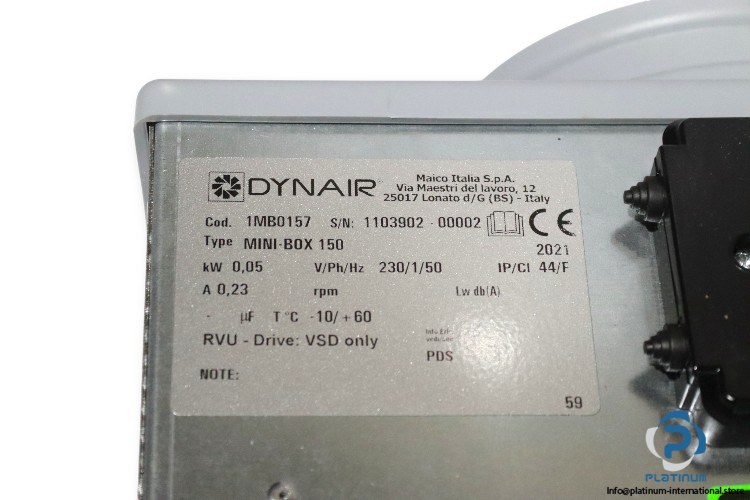 DYNAIR
Maico Italia S.p.A.
Via Maestri del lavoro, 12
25017 Lonato d/G (BS) - Italy
Cod. 1MB0157 S/N: 1103902 - 00002 CE
Type MINI-BOX 150 2021
kW 0,05 V/Ph/Hz 230/1/50 IP/Cl 44/F
A 0,23 rpm Lw db(A)
- µF T °C -10/+60
RVU - Drive: VSD only
PDS
NOTE:
59
PLATINUM
info@platinum-international.store